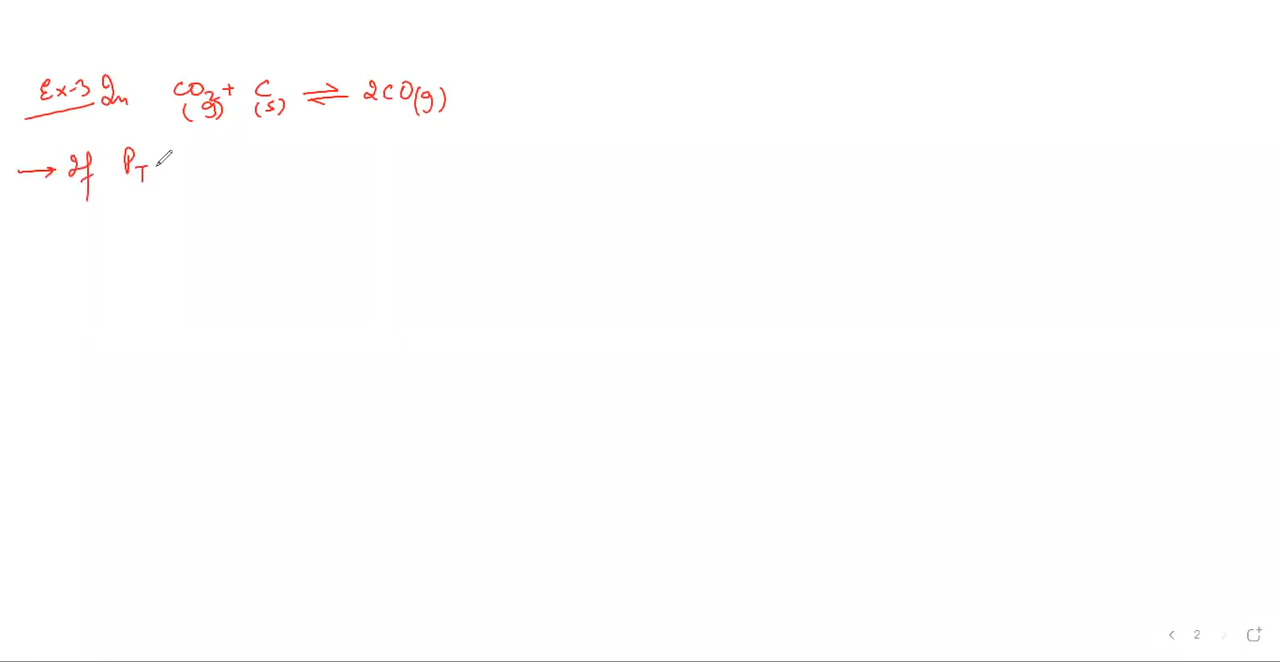 Ex-3 In CO2 + C ⇌ 2CO(g)
(g) (s)
→ If PT
2